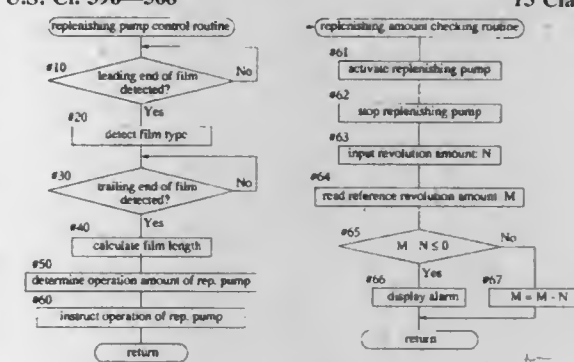 U.S. Cl. 396—568
15 Cla
replenishing pump control routine
#10
leading end of film
detected?
No
Yes
#20
detect film type
#30
trailing end of film
detected?
No
Yes
#40
calculate film length
#50
determine operation amount of rep. pump
#60
instruct operation of rep. pump
return
replenishing amount checking routine
#61
activate replenishing pump
#62
stop replenishing pump
#63
input revolution amount: N
#64
read reference revolution amount M
#65
M - N ≤ 0
No
Yes
#66
display alarm
#67
M = M - N
return